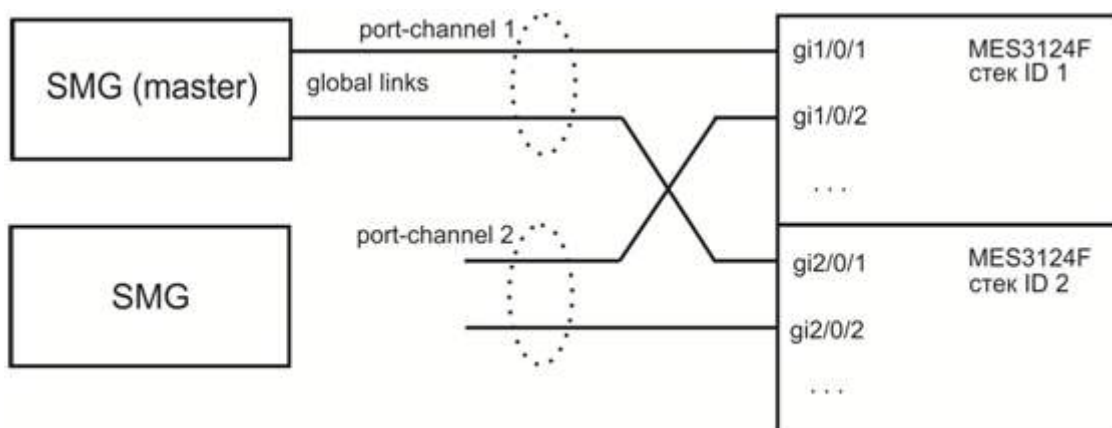 port-channel 1
SMG (master)
global links
gi1/0/1
MES3124F
стек ID 1
gi1/0/2
. . .
port-channel 2
SMG
gi2/0/1
MES3124F
стек ID 2
gi2/0/2
. . .